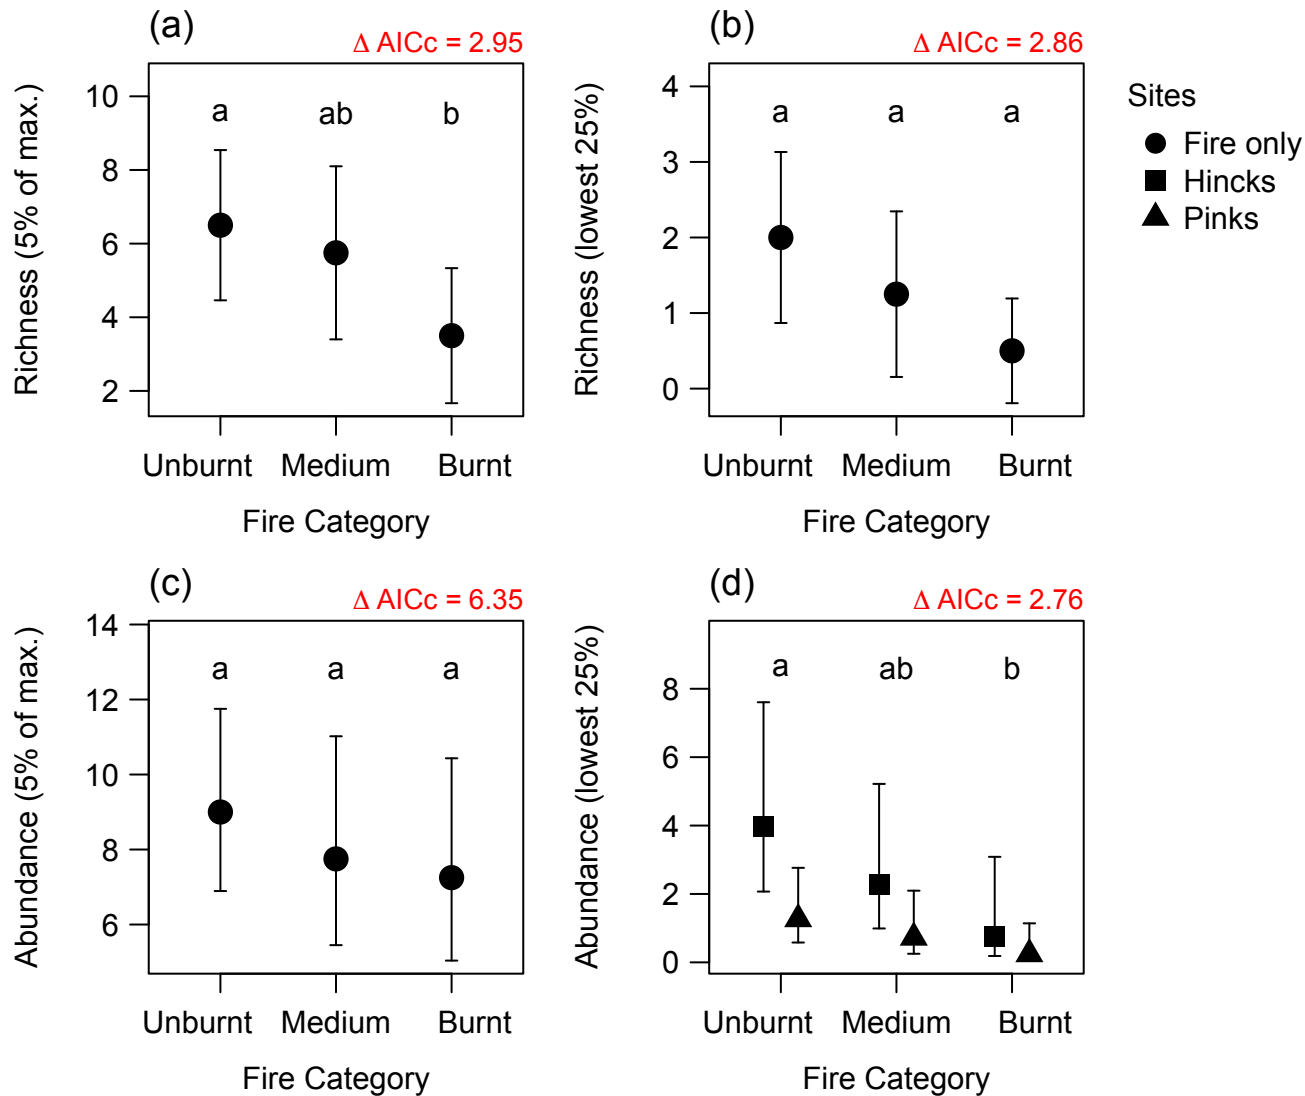 (a)
Δ AICc = 2.95
Richness (5% of max.)
10
8
6
4
2
a ab b
Unburnt Medium Burnt
Fire Category
(b)
Δ AICc = 2.86
Richness (lowest 25%)
4
3
2
1
0
a a a
Unburnt Medium Burnt
Fire Category
Sites
Fire only
Hincks
Pinks
(c)
Δ AICc = 6.35
Abundance (5% of max.)
14
12
10
8
6
a a a
Unburnt Medium Burnt
Fire Category
(d)
Δ AICc = 2.76
Abundance (lowest 25%)
8
6
4
2
0
a ab b
Unburnt Medium Burnt
Fire Category